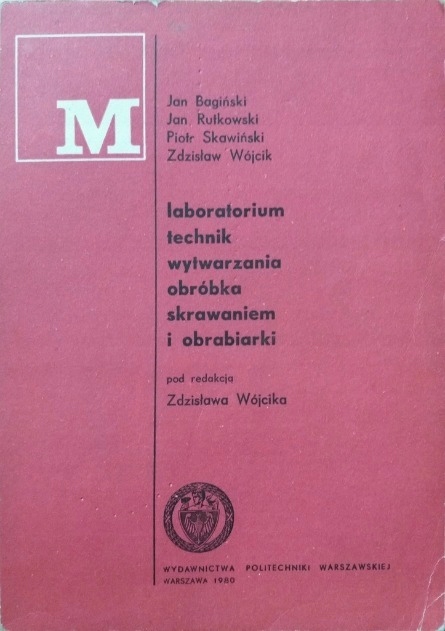 M
Jan Bagiński
Jan Rutkowski
Piotr Skawiński
Zdzisław Wójcik
laboratorium
technik
wytwarzania
obróbka
skrawaniem
i obrabiarki
pod redakcją
Zdzisława Wójcika
WYDAWNICTWA POLITECHNIKI WARSZAWSKIEJ
WARSZAWA 1980